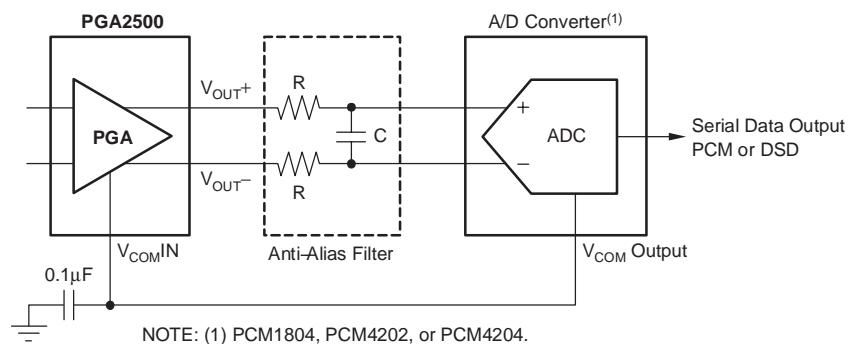 PGA2500
A/D Converter(1)
R
VOUT+
PGA
C
+
ADC
−
Serial Data Output
PCM or DSD
VOUT−
R
VCOMIN
Anti–Alias Filter
VCOM Output
0.1μF
NOTE: (1) PCM1804, PCM4202, or PCM4204.